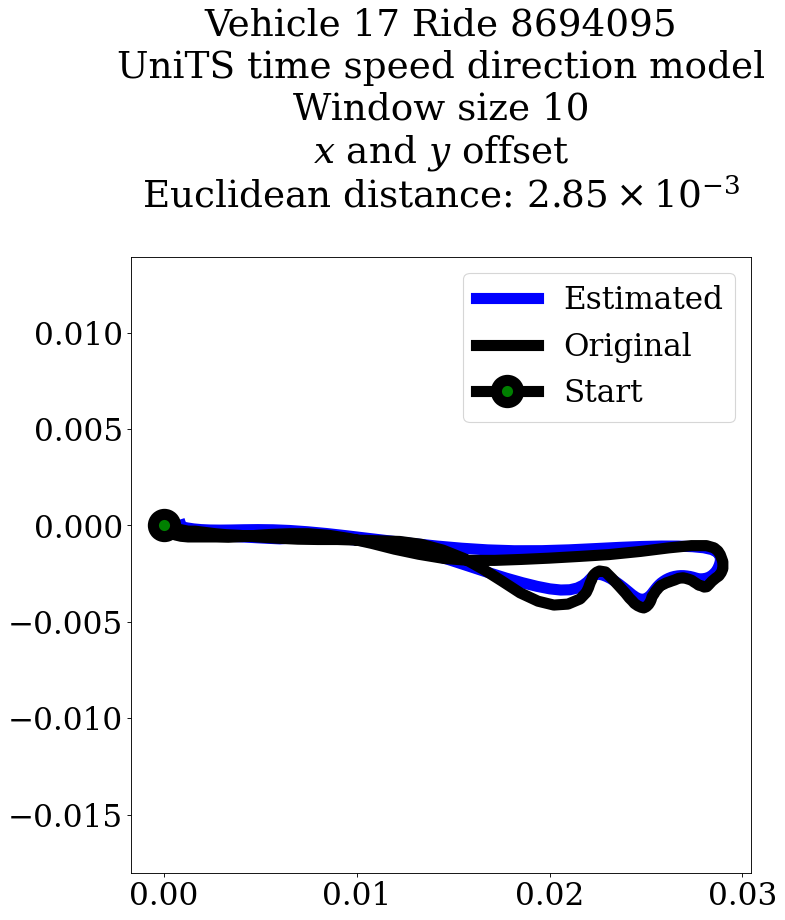 Vehicle 17 Ride 8694095
UniTS time speed direction model
Window size 10
x and y offset
Euclidean distance: 2.85 × 10⁻³
Estimated
Original
Start
0.010
0.005
0.000
−0.005
−0.010
−0.015
0.00 0.01 0.02 0.03